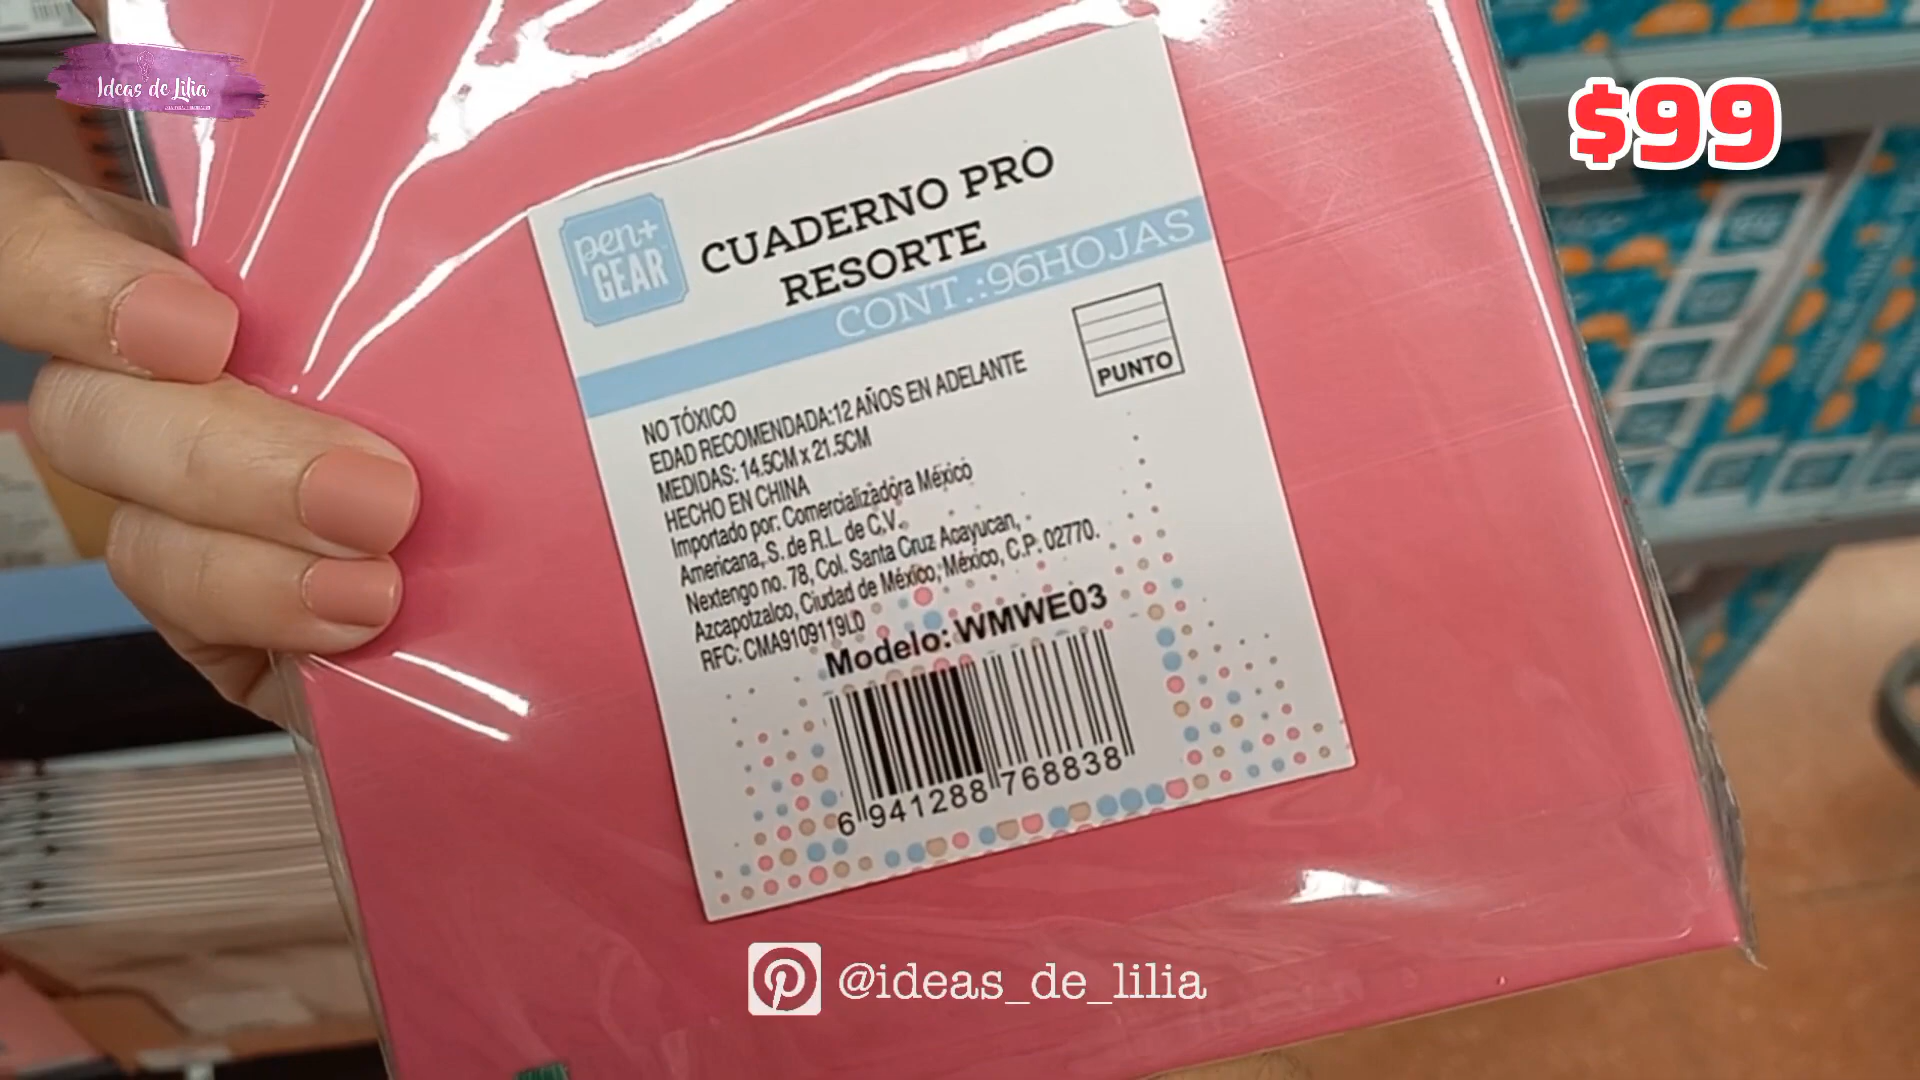 Ideas de Lilia
$99
pen+
GEAR
CUADERNO PRO
RESORTE
CONT.:96HOJAS
PUNTO
NO TÓXICO
EDAD RECOMENDADA:12 AÑOS EN ADELANTE
MEDIDAS: 14.5CM x 21.5CM
HECHO EN CHINA
Importado por: Comercializadora México
Americana, S. de R.L. de C.V.
Nextengo no. 78, Col. Santa Cruz Acayucan,
Azcapotzalco, Ciudad de México, México, C.P. 02770.
RFC: CMA9109119L0
Modelo: WMWE03
6 941288 768838
@ideas_de_lilia